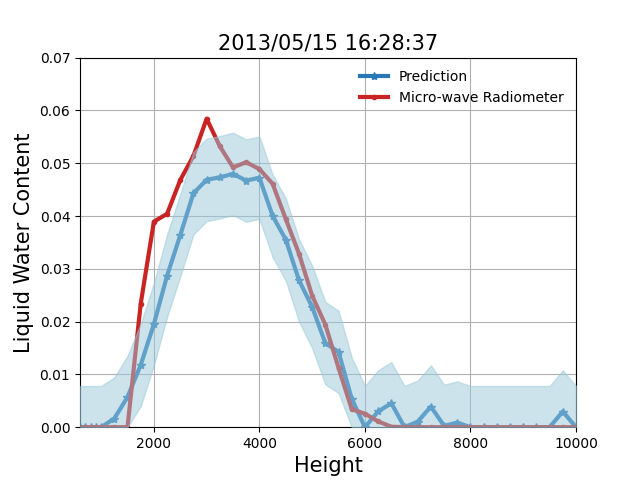 2013/05/15 16:28:37
0.07
0.06
0.05
0.04
0.03
0.02
0.01
0.00
Liquid Water Content
Prediction
Micro-wave Radiometer
2000 4000 6000 8000 10000
Height